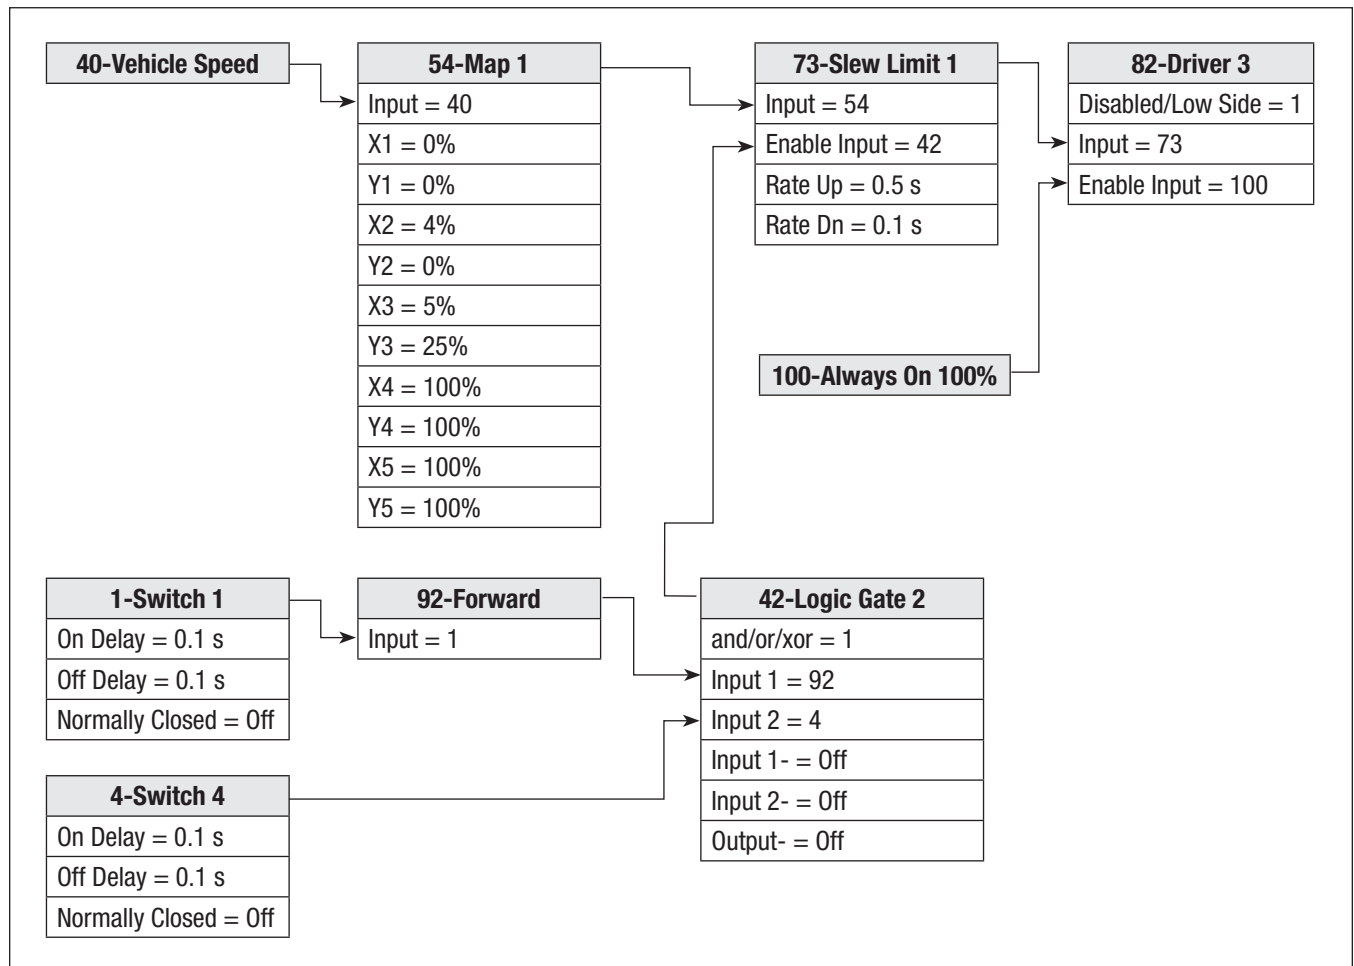 40-Vehicle Speed
54-Map 1
Input = 40
X1 = 0%
Y1 = 0%
X2 = 4%
Y2 = 0%
X3 = 5%
Y3 = 25%
X4 = 100%
Y4 = 100%
X5 = 100%
Y5 = 100%
73-Slew Limit 1
Input = 54
Enable Input = 42
Rate Up = 0.5 s
Rate Dn = 0.1 s
82-Driver 3
Disabled/Low Side = 1
Input = 73
Enable Input = 100
100-Always On 100%
1-Switch 1
On Delay = 0.1 s
Off Delay = 0.1 s
Normally Closed = Off
92-Forward
Input = 1
42-Logic Gate 2
and/or/xor = 1
Input 1 = 92
Input 2 = 4
Input 1- = Off
Input 2- = Off
Output- = Off
4-Switch 4
On Delay = 0.1 s
Off Delay = 0.1 s
Normally Closed = Off